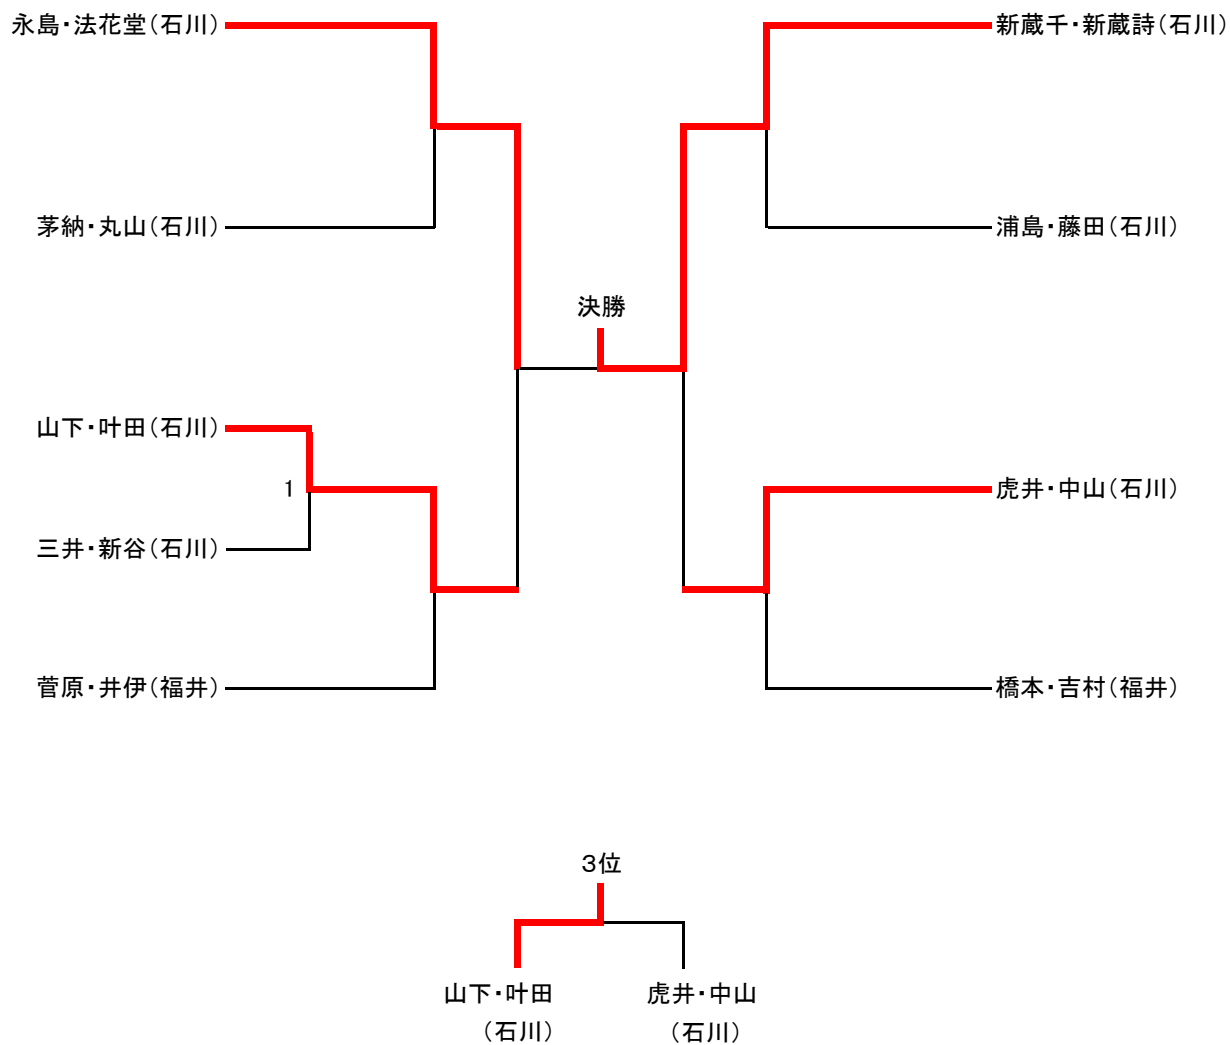 永島・法花堂(石川)
新蔵千・新蔵詩(石川)
茅納・丸山(石川)
浦島・藤田(石川)
決勝
山下・叶田(石川)
1
虎井・中山(石川)
三井・新谷(石川)
菅原・井伊(福井)
橋本・吉村(福井)
3位
山下・叶田
(石川)
虎井・中山
(石川)